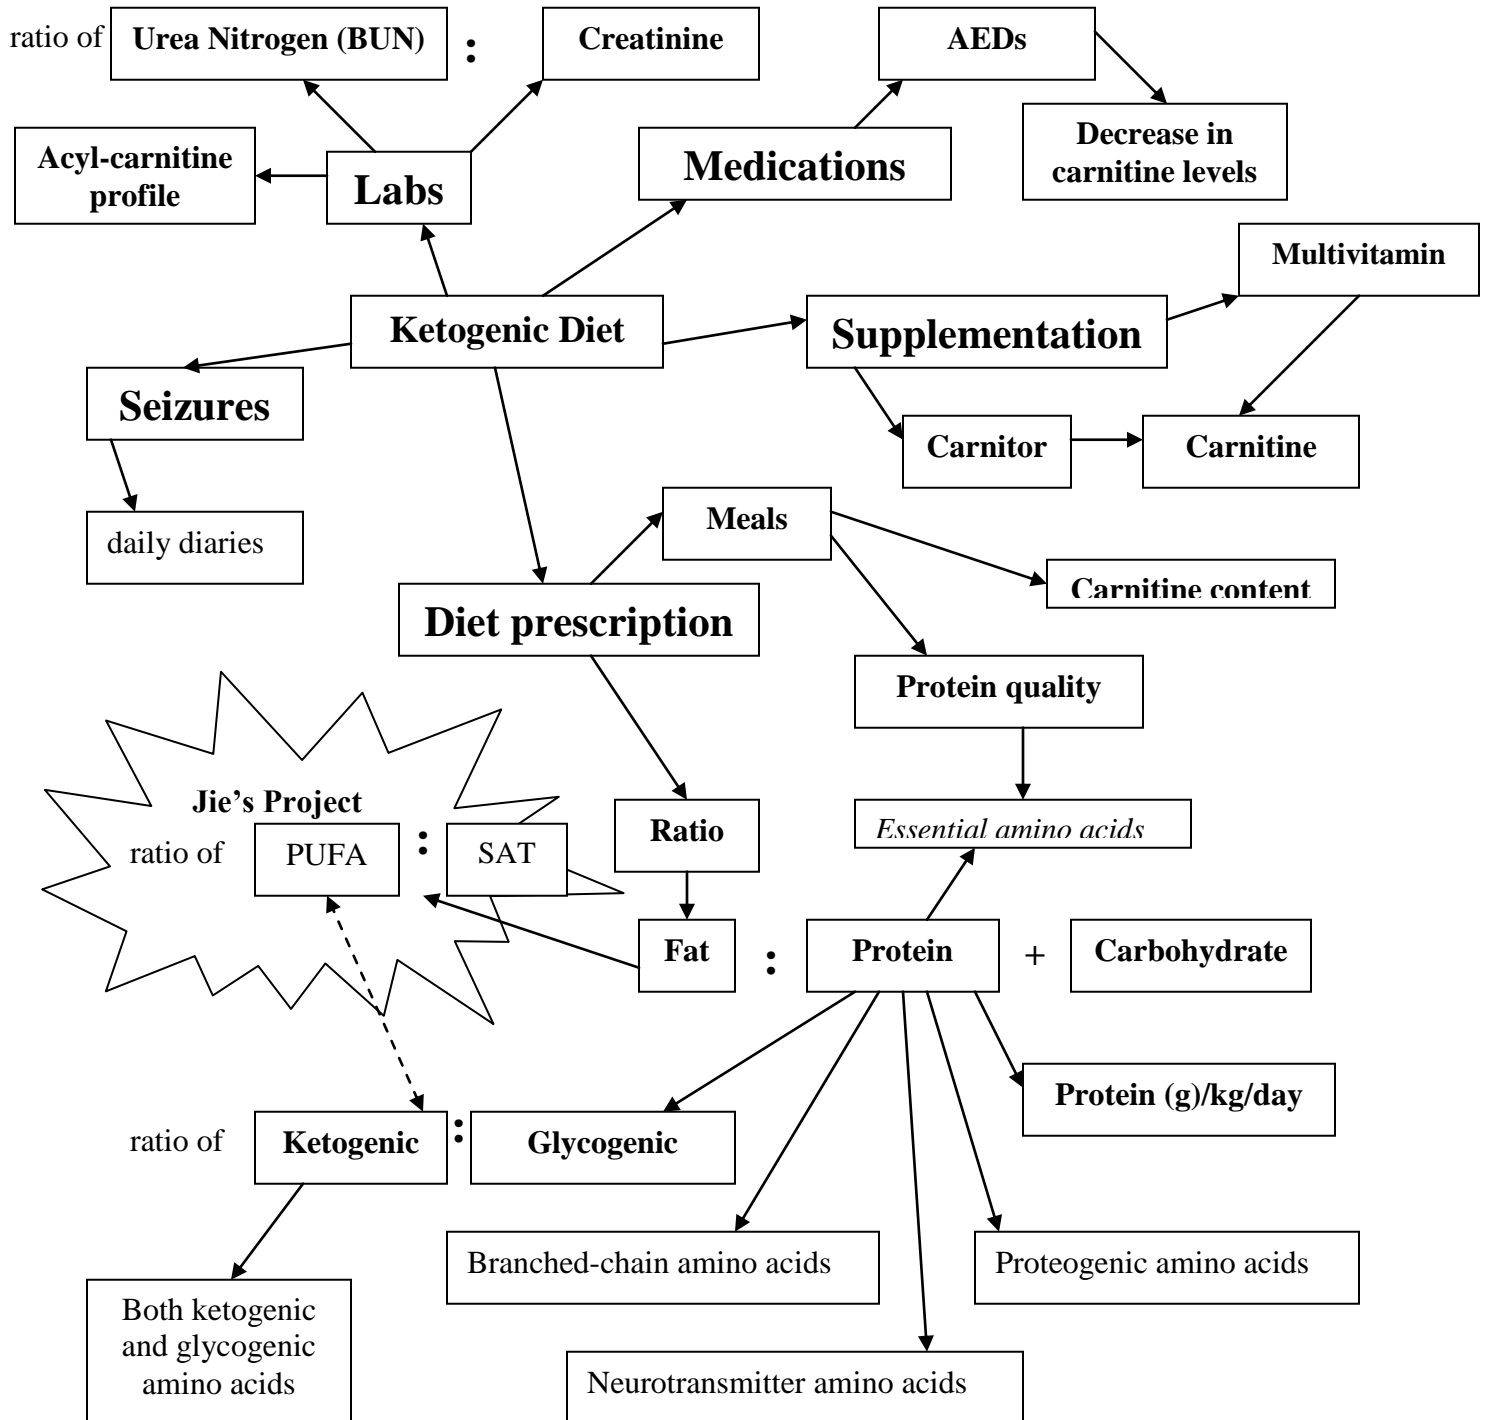 ratio of Urea Nitrogen (BUN) : Creatinine
AEDs
Decrease in
carnitine levels
Acyl-carnitine
profile
Labs
Medications
Multivitamin
Ketogenic Diet
Supplementation
Seizures
Carnitor
Carnitine
daily diaries
Meals
Carnitine content
Diet prescription
Protein quality
Jie's Project
ratio of PUFA : SAT
Ratio
Essential amino acids
Fat : Protein + Carbohydrate
Protein (g)/kg/day
ratio of Ketogenic : Glycogenic
Branched-chain amino acids
Proteogenic amino acids
Both ketogenic
and glycogenic
amino acids
Neurotransmitter amino acids